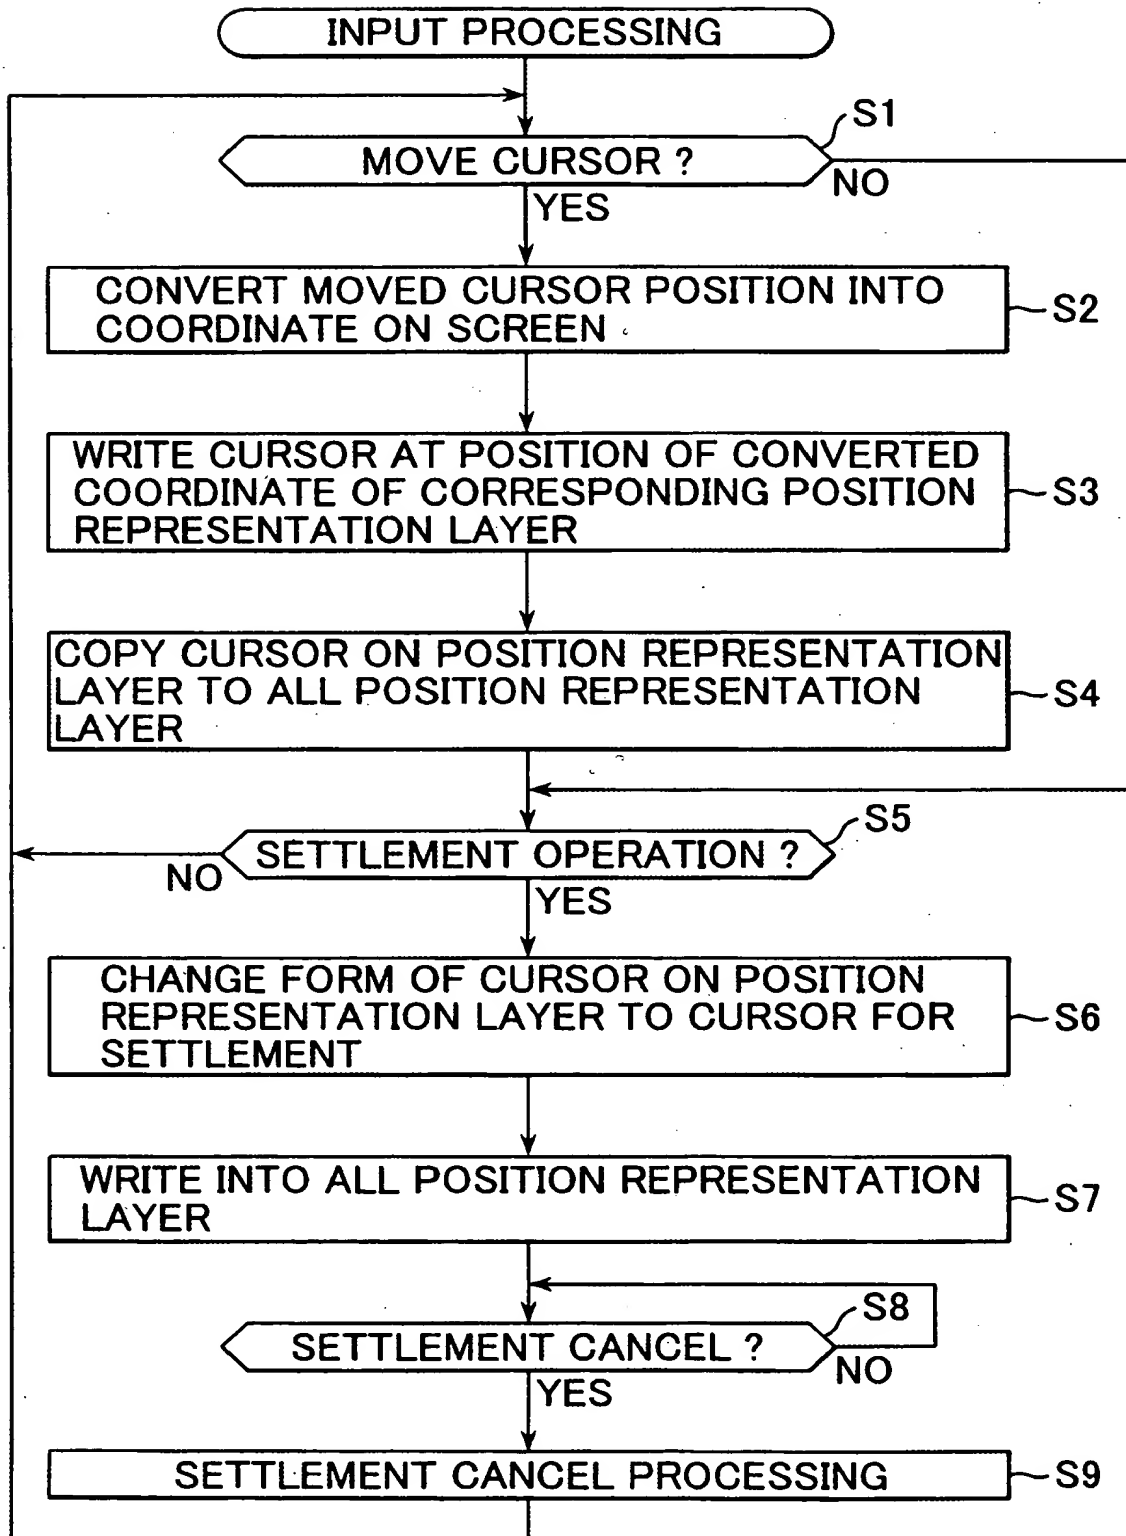 INPUT PROCESSING
S1
MOVE CURSOR ?
NO
YES
CONVERT MOVED CURSOR POSITION INTO
COORDINATE ON SCREEN
S2
WRITE CURSOR AT POSITION OF CONVERTED
COORDINATE OF CORRESPONDING POSITION
REPRESENTATION LAYER
S3
COPY CURSOR ON POSITION REPRESENTATION
LAYER TO ALL POSITION REPRESENTATION
LAYER
S4
S5
SETTLEMENT OPERATION ?
NO
YES
CHANGE FORM OF CURSOR ON POSITION
REPRESENTATION LAYER TO CURSOR FOR
SETTLEMENT
S6
WRITE INTO ALL POSITION REPRESENTATION
LAYER
S7
S8
SETTLEMENT CANCEL ?
NO
YES
SETTLEMENT CANCEL PROCESSING
S9